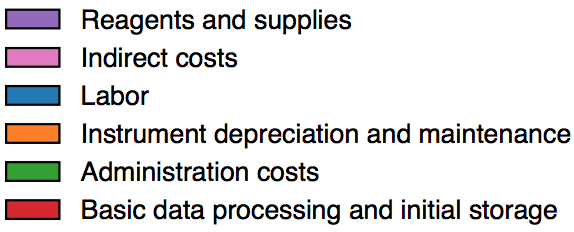 Reagents and supplies
Indirect costs
Labor
Instrument depreciation and maintenance
Administration costs
Basic data processing and initial storage